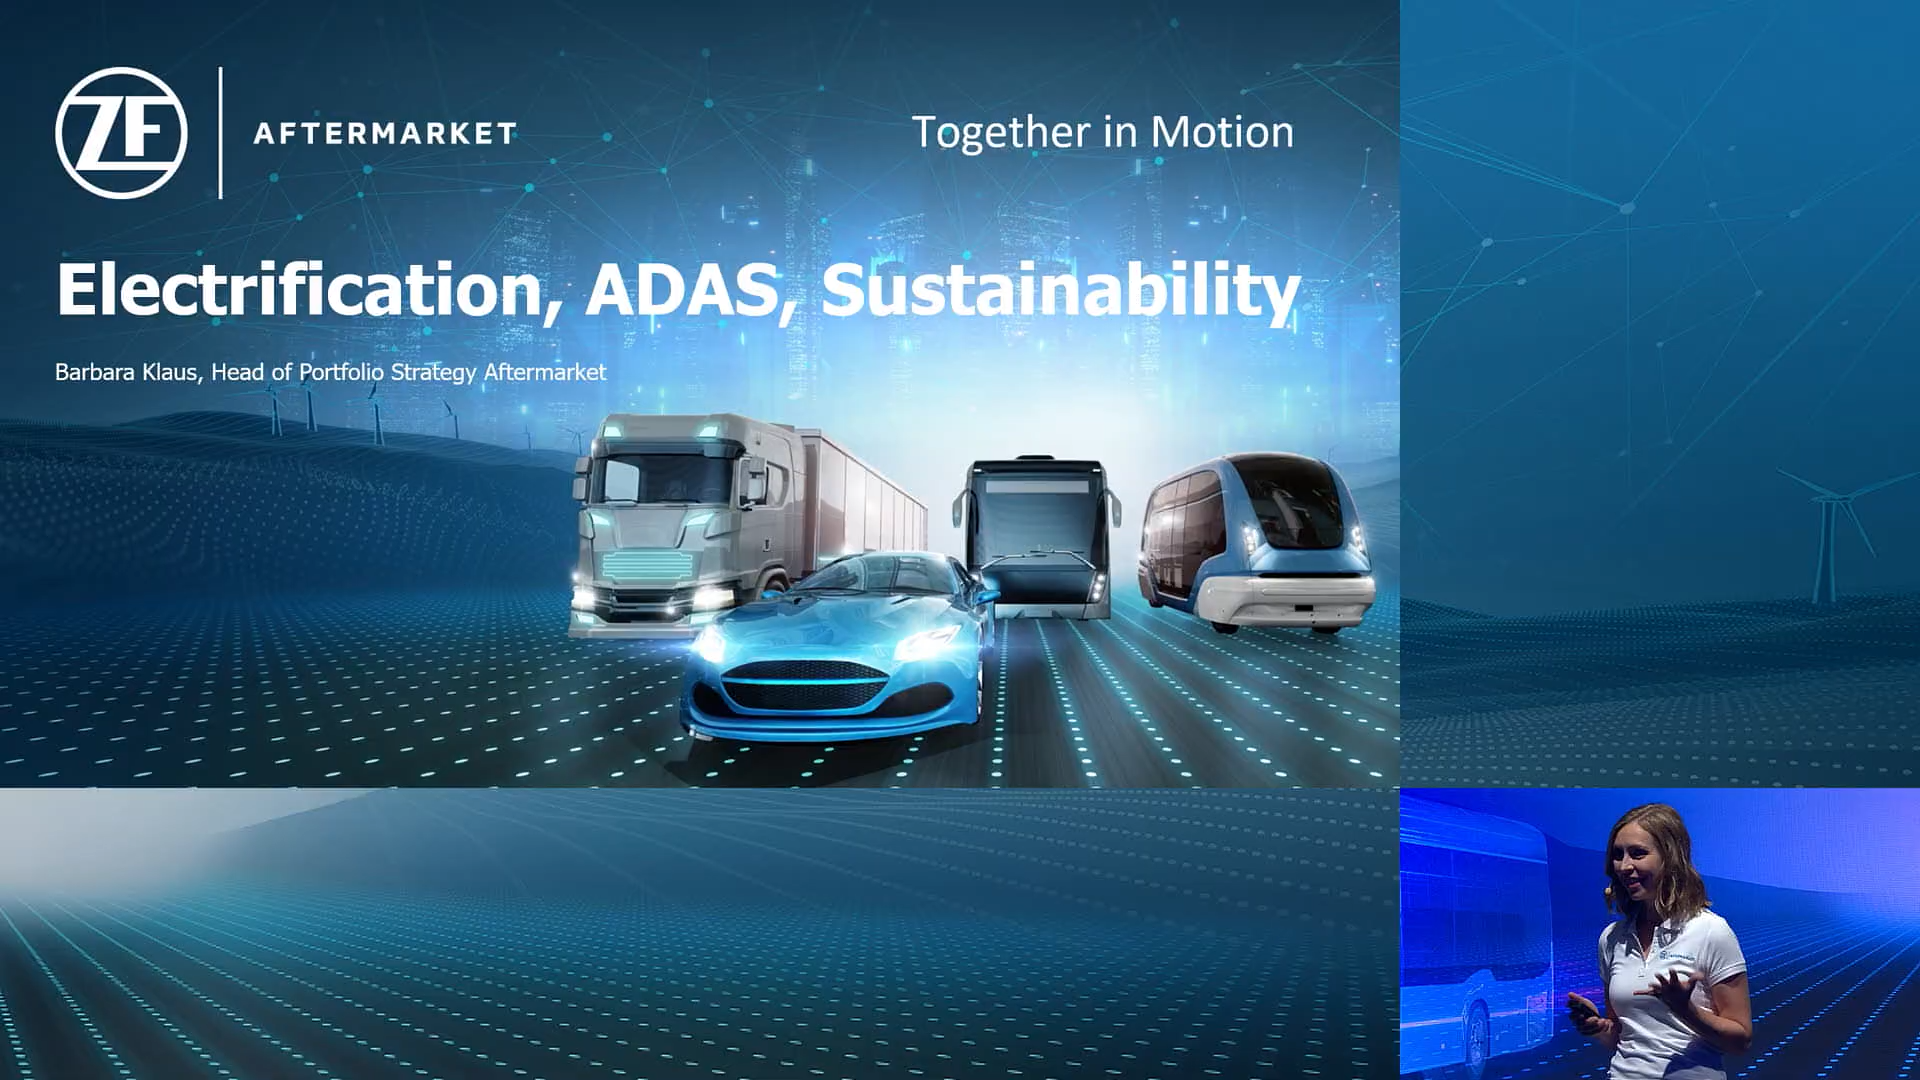 ZF
AFTERMARKET
Together in Motion
Electrification, ADAS, Sustainability
Barbara Klaus, Head of Portfolio Strategy Aftermarket